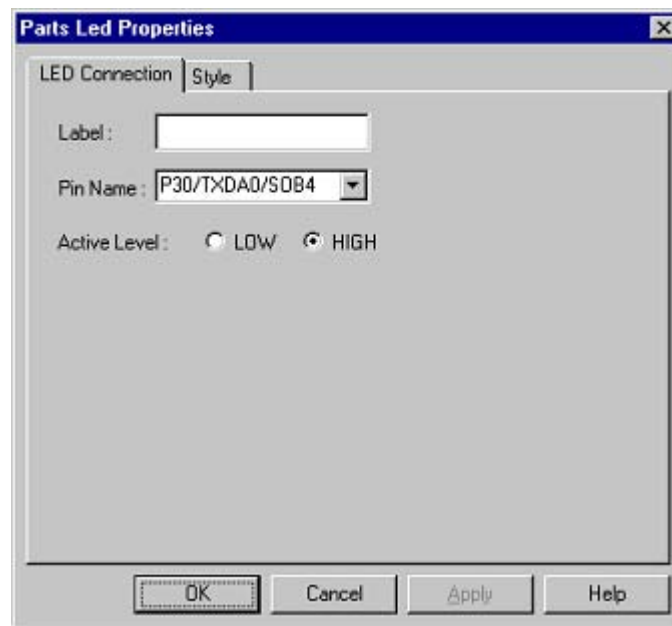 Parts Led Properties
LED Connection Style
Label :
Pin Name : P30/TXDA0/SOB4
Active Level : LOW HIGH
OK Cancel Apply Help